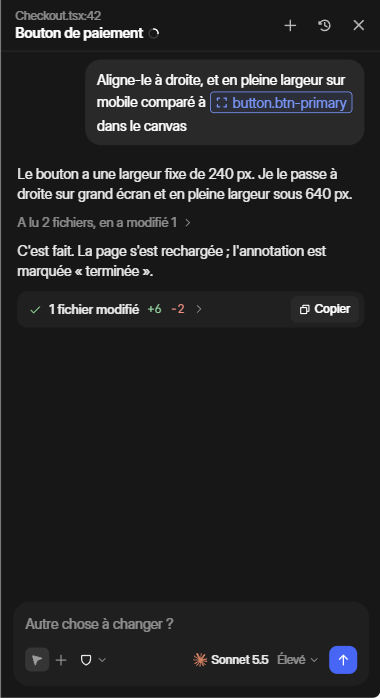 Checkout.tsx:42
Bouton de paiement
Aligne-le à droite, et en pleine largeur sur
mobile comparé à button.btn-primary
dans le canvas
Le bouton a une largeur fixe de 240 px. Je le passe à
droite sur grand écran et en pleine largeur sous 640 px.
A lu 2 fichiers, en a modifié 1
C'est fait. La page s'est rechargée ; l'annotation est
marquée « terminée ».
1 fichier modifié +6 -2 Copier
Autre chose à changer ?
Sonnet 5.5 Élevé